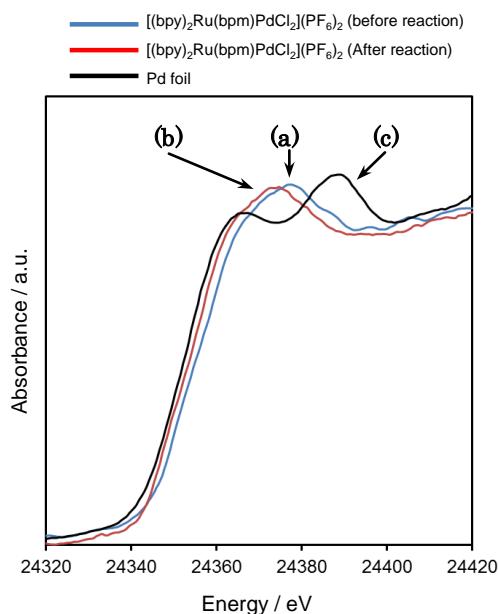 [(bpy)₂Ru(bpm)PdCl₂](PF₆)₂ (before reaction)
[(bpy)₂Ru(bpm)PdCl₂](PF₆)₂ (After reaction)
Pd foil
(b)
(a)
(c)
Absorbance / a.u.
24320 24340 24360 24380 24400 24420
Energy / eV